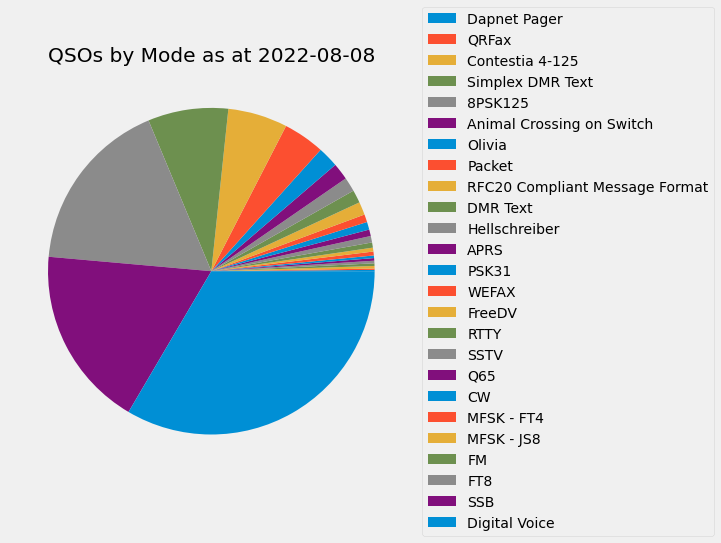 QSOs by Mode as at 2022-08-08
Dapnet Pager
QRFax
Contestia 4-125
Simplex DMR Text
8PSK125
Animal Crossing on Switch
Olivia
Packet
RFC20 Compliant Message Format
DMR Text
Hellschreiber
APRS
PSK31
WEFAX
FreeDV
RTTY
SSTV
Q65
CW
MFSK - FT4
MFSK - JS8
FM
FT8
SSB
Digital Voice